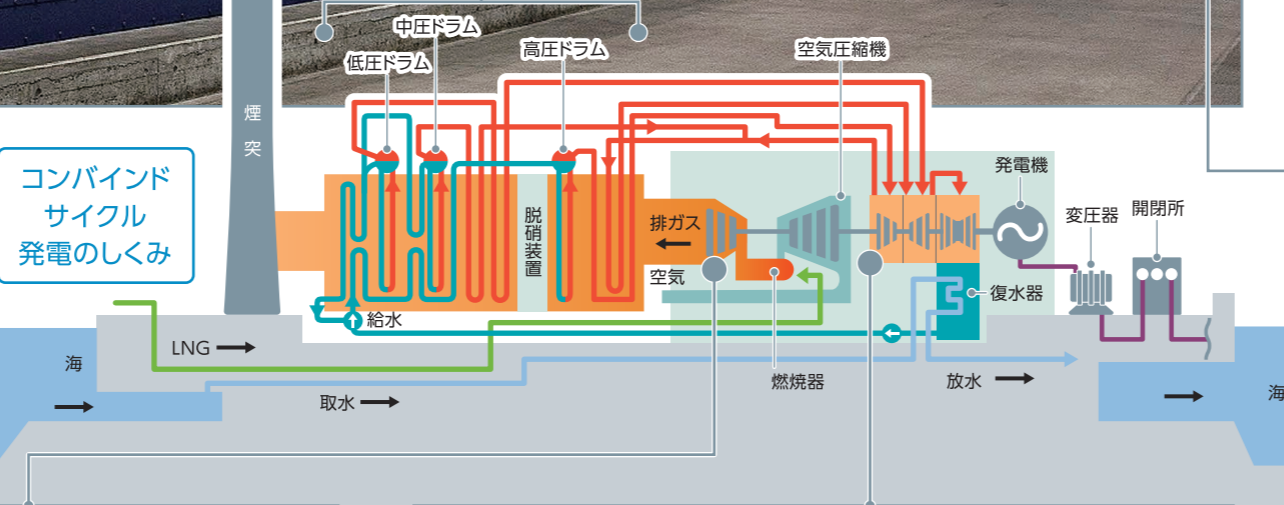 中圧ドラム
低圧ドラム
高圧ドラム
空気圧縮機
煙突
コンバインド
サイクル
発電のしくみ
脱硝装置
排ガス
空気
発電機
変圧器
開閉所
復水器
給水
LNG
海
取水
燃焼器
放水
海